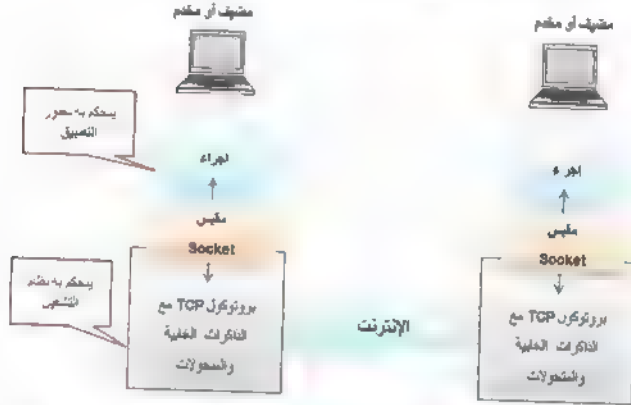 مضيف أو مخدم
مضيف أو مخدم
يتحكم به مطور
التطبيق
إجراء
إجراء
مقبس
مقبس
Socket
Socket
يتحكم به نظام
التشغيل
بروتوكول TCP مع
الذاكرات الخلفية
والمتحولات
الإنترنت
بروتوكول TCP مع
الذاكرات الخلفية
والمتحولات